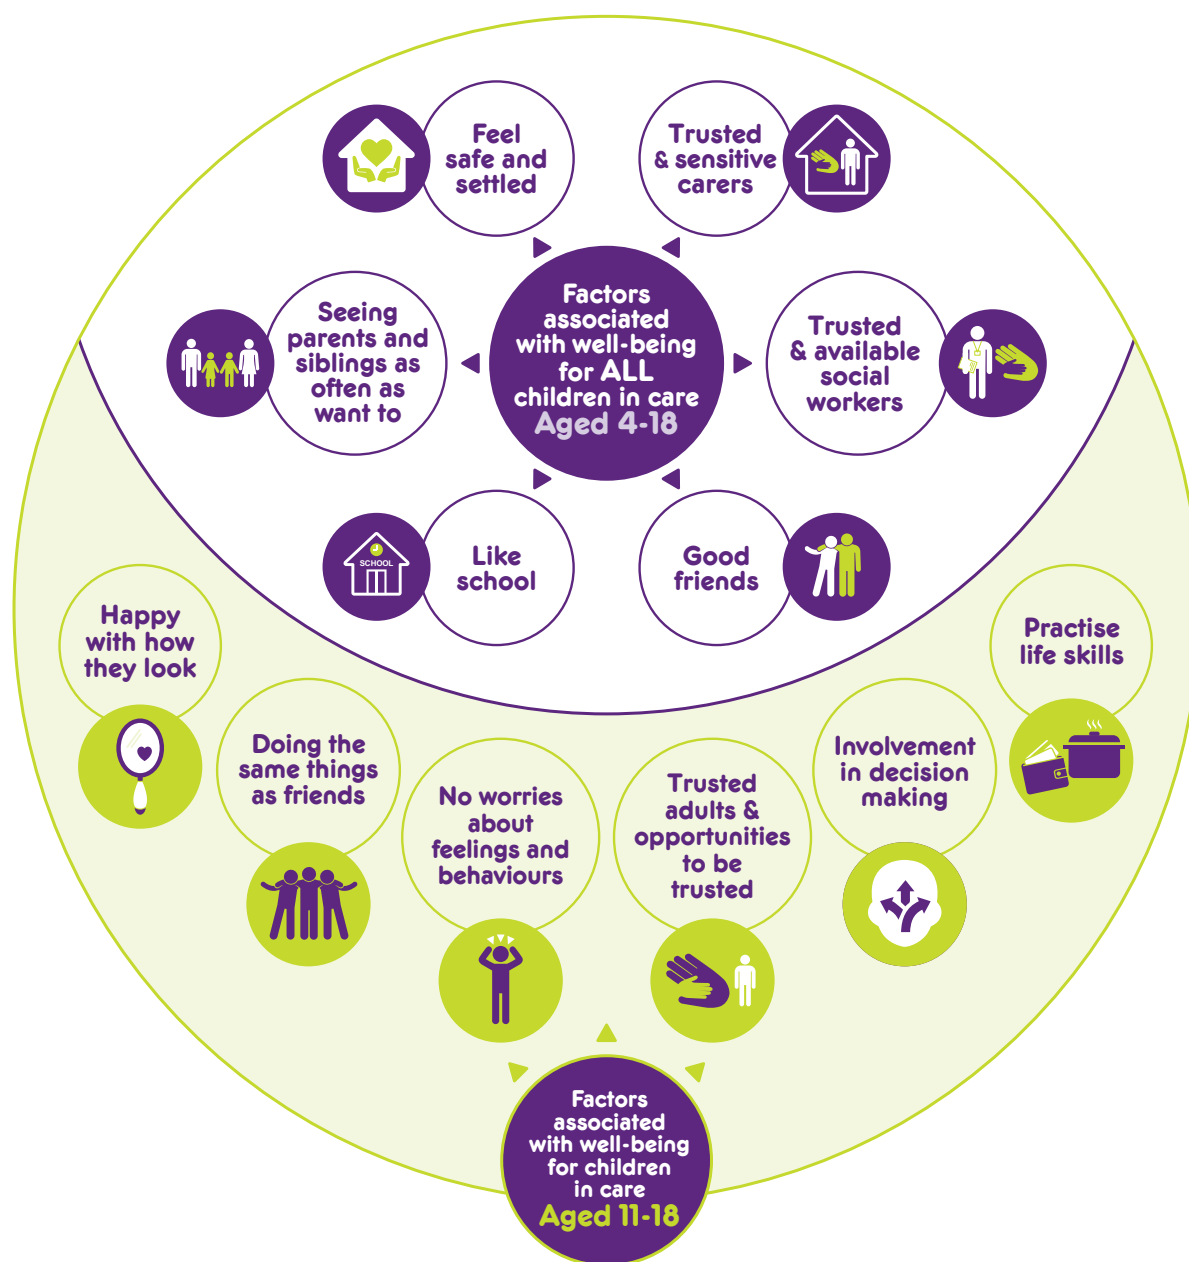 Feel
safe and
settled
Trusted
& sensitive
carers
Seeing
parents and
siblings as
often as
want to
Factors
associated
with well-being
for ALL
children in care
Aged 4-18
Trusted
& available
social
workers
SCHOOL
Like
school
Good
friends
Happy
with how
they look
Doing the
same things
as friends
No worries
about
feelings and
behaviours
Trusted
adults &
opportunities
to be
trusted
Involvement
in decision
making
Practise
life skills
Factors
associated
with well-being
for children
in care
Aged 11-18